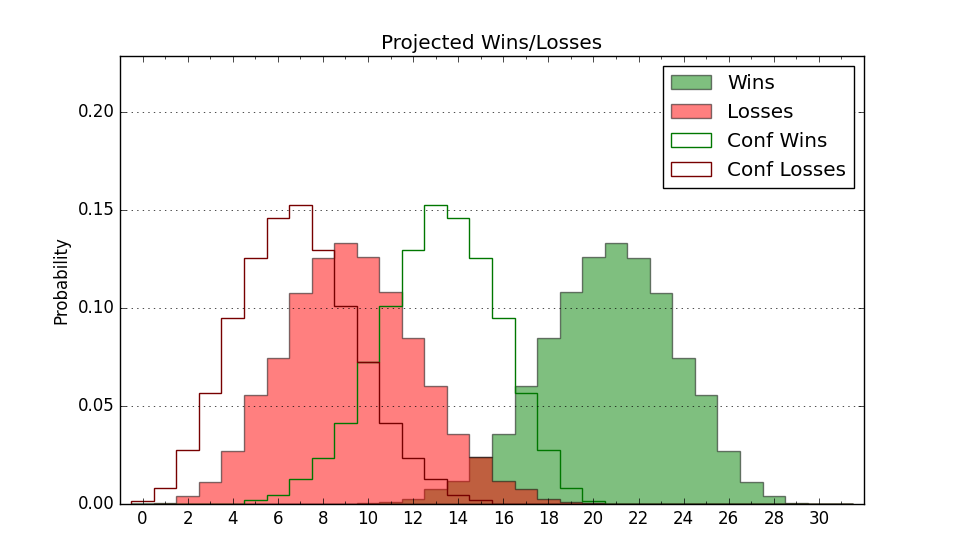 Projected Wins/Losses
Wins
Losses
Conf Wins
Conf Losses
Probability
0.20
0.15
0.10
0.05
0.00
0 2 4 6 8 10 12 14 16 18 20 22 24 26 28 30